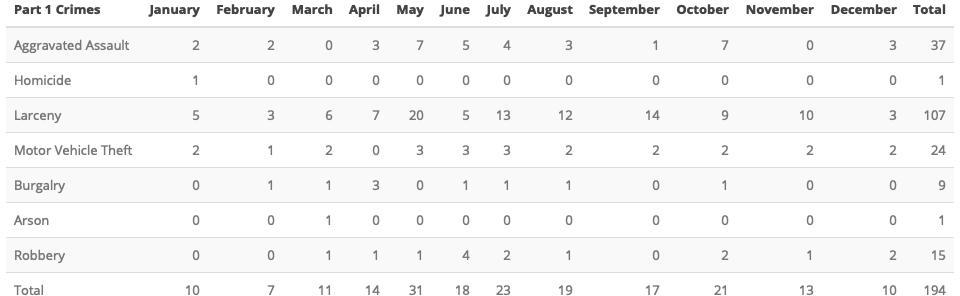 Part 1 Crimes January February March April May June July August September October November December Total
Aggravated Assault 2 2 0 3 7 5 4 3 1 7 0 3 37
Homicide 1 0 0 0 0 0 0 0 0 0 0 0 1
Larceny 5 3 6 7 20 5 13 12 14 9 10 3 107
Motor Vehicle Theft 2 1 2 0 3 3 3 2 2 2 2 2 24
Burgalry 0 1 1 3 0 1 1 1 0 1 0 0 9
Arson 0 0 1 0 0 0 0 0 0 0 0 0 1
Robbery 0 0 1 1 1 4 2 1 0 2 1 2 15
Total 10 7 11 14 31 18 23 19 17 21 13 10 194